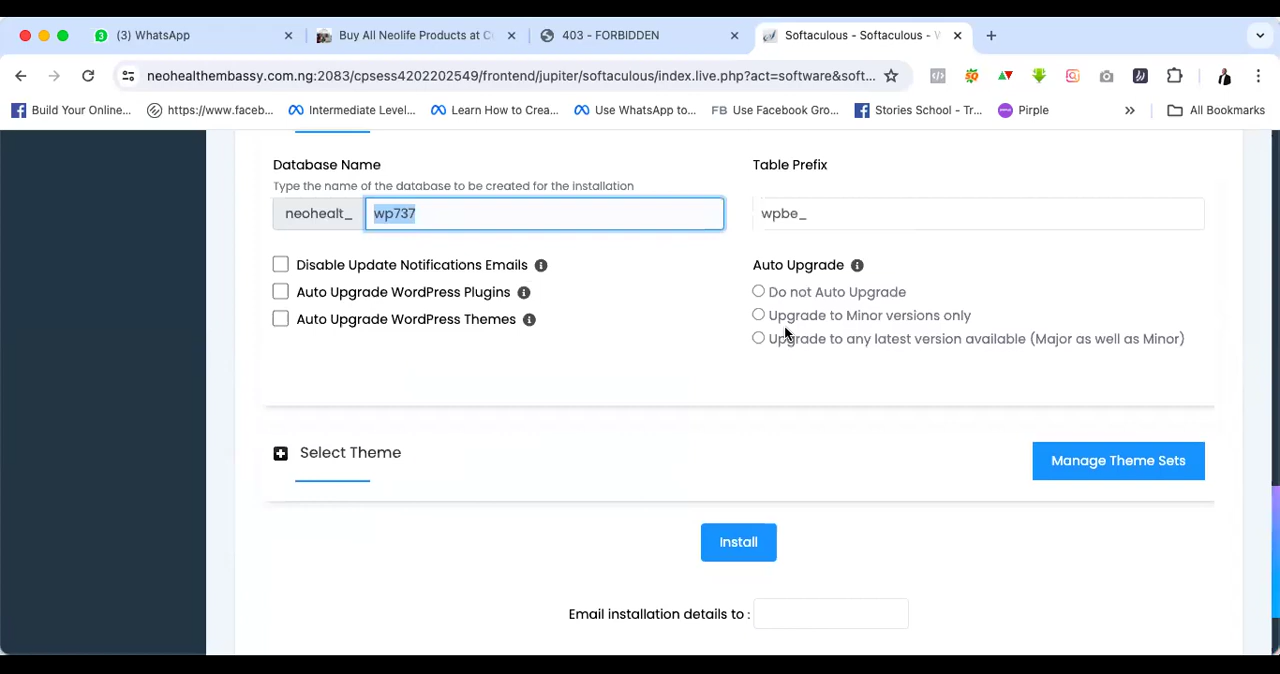 (3) WhatsApp
Buy All Neolife Products at Co
403 - FORBIDDEN
Softaculous - Softaculous - W
neohealthembassy.com.ng:2083/cpsess4202202549/frontend/jupiter/softaculous/index.live.php?act=software&soft...
Build Your Online...
https://www.faceb...
Intermediate Level...
Learn How to Crea...
Use WhatsApp to...
FB Use Facebook Gro...
Stories School - Tr...
Pirple
»
All Bookmarks
Database Name
Table Prefix
Type the name of the database to be created for the installation
neohealt_ wp737
wpbe_
Disable Update Notifications Emails
Auto Upgrade
Auto Upgrade WordPress Plugins
Do not Auto Upgrade
Auto Upgrade WordPress Themes
Upgrade to Minor versions only
Upgrade to any latest version available (Major as well as Minor)
Select Theme
Manage Theme Sets
Install
Email installation details to :